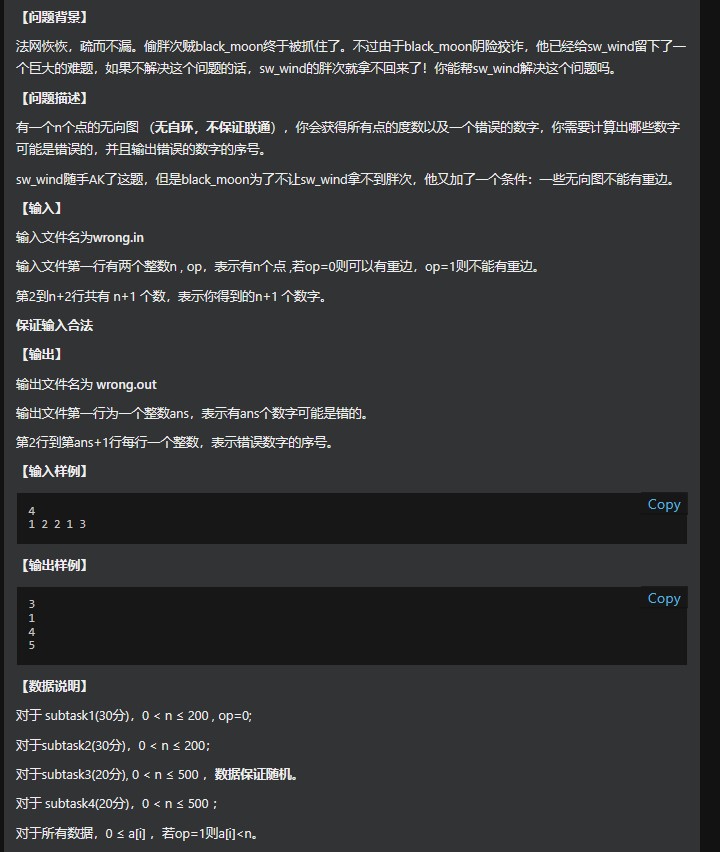 【问题背景】
法网恢恢，疏而不漏。偷胖次贼black_moon终于被抓住了。不过由于black_moon阴险狡诈，他已经给sw_wind留下了一
个巨大的难题，如果不解决这个问题的话，sw_wind的胖次就拿不回来了！你能帮sw_wind解决这个问题吗。
【问题描述】
有一个n个点的无向图 （无自环，不保证联通），你会获得所有点的度数以及一个错误的数字，你需要计算出哪些数字
可能是错误的，并且输出错误的数字的序号。
sw_wind随手AK了这题，但是black_moon为了不让sw_wind拿不到胖次，他又加了一个条件：一些无向图不能有重边。
【输入】
输入文件名为wrong.in
输入文件第一行有两个整数n , op，表示有n个点 ,若op=0则可以有重边，op=1则不能有重边。
第2到n+2行共有 n+1 个数，表示你得到的n+1 个数字。
保证输入合法
【输出】
输出文件名为 wrong.out
输出文件第一行为一个整数ans，表示有ans个数字可能是错的。
第2行到第ans+1行每行一个整数，表示错误数字的序号。
【输入样例】
Copy
4
1 2 2 1 3
【输出样例】
Copy
3
1
4
5
【数据说明】
对于 subtask1(30分)，0 < n ≤ 200 , op=0;
对于subtask2(30分)，0 < n ≤ 200；
对于subtask3(20分), 0 < n ≤ 500 ，数据保证随机。
对于 subtask4(20分)，0 < n ≤ 500 ；
对于所有数据，0 ≤ a[i] ，若op=1则a[i]<n。